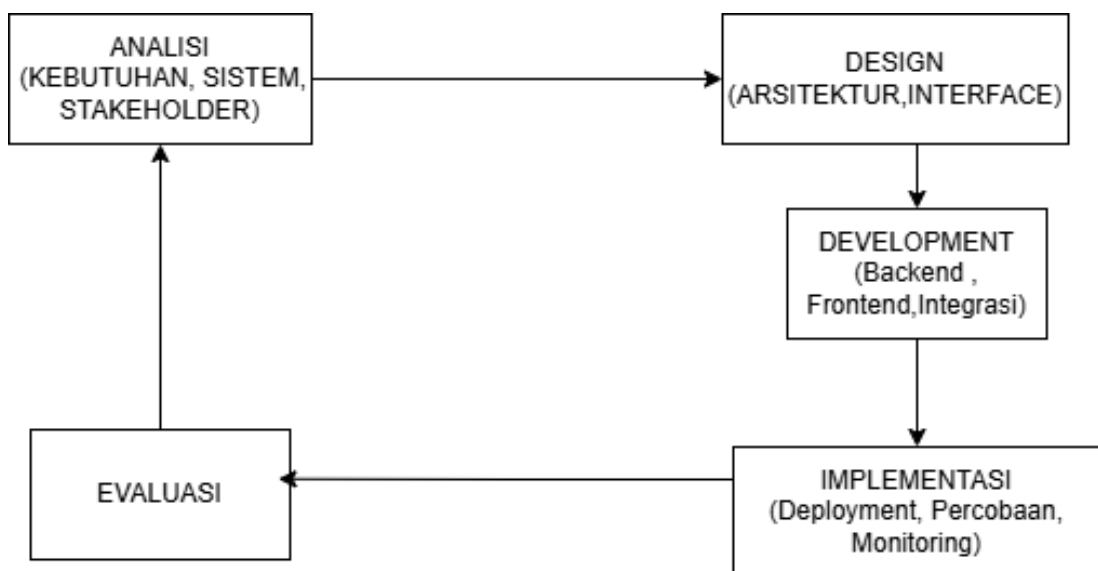 ANALISI
(KEBUTUHAN, SISTEM,
STAKEHOLDER)
DESIGN
(ARSITEKTUR,INTERFACE)
DEVELOPMENT
(Backend ,
Frontend,Integrasi)
IMPLEMENTASI
(Deployment, Percobaan,
Monitoring)
EVALUASI